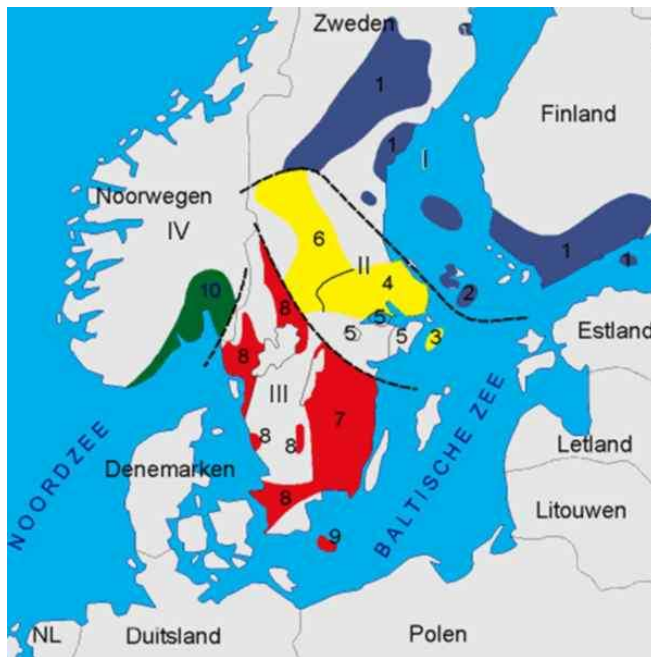 Zweden
1
Finland
1
I
Noorwegen
IV
6
1
1
II
10
4
2
8
5
5
5
3
Estland
8
III
7
NOORDZEE
BALTISCHE ZEE
8
8
Letland
Denemarken
8
Litouwen
9
NL
Duitsland
Polen